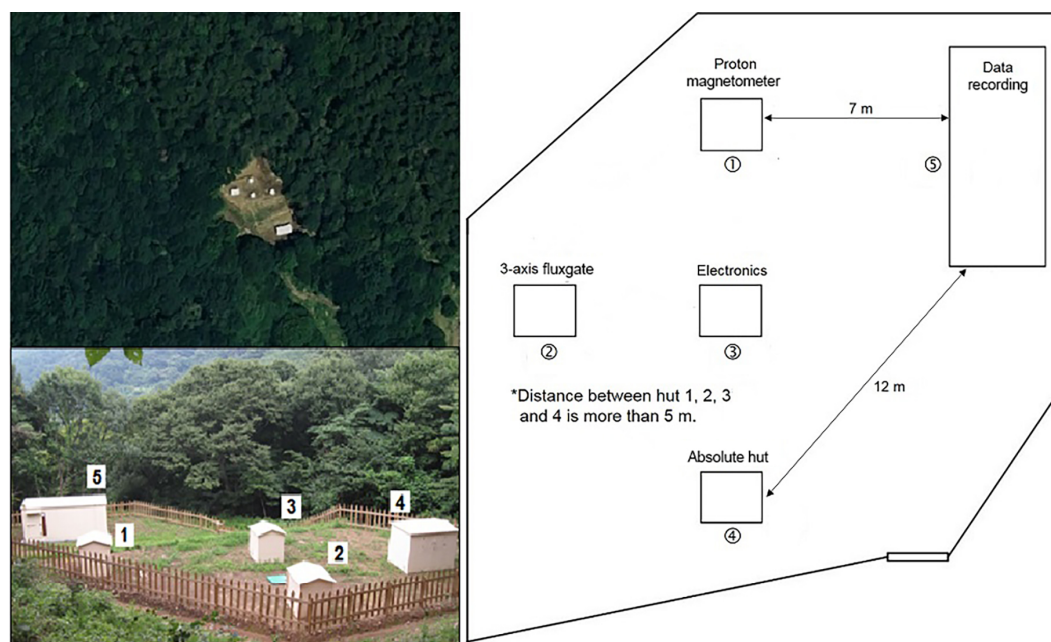 Proton
magnetometer
①
7 m
Data
recording
⑤
3-axis fluxgate
②
Electronics
③
*Distance between hut 1, 2, 3
and 4 is more than 5 m.
12 m
Absolute hut
④
5
1
3
4
2